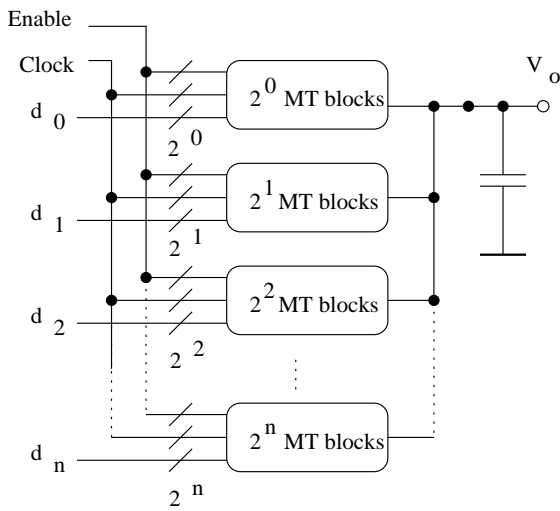 Enable
Clock
V o
d 0
2 0 MT blocks
2 0
d 1
2 1 MT blocks
2 1
d 2
2 2 MT blocks
2 2
d n
2 n MT blocks
2 n